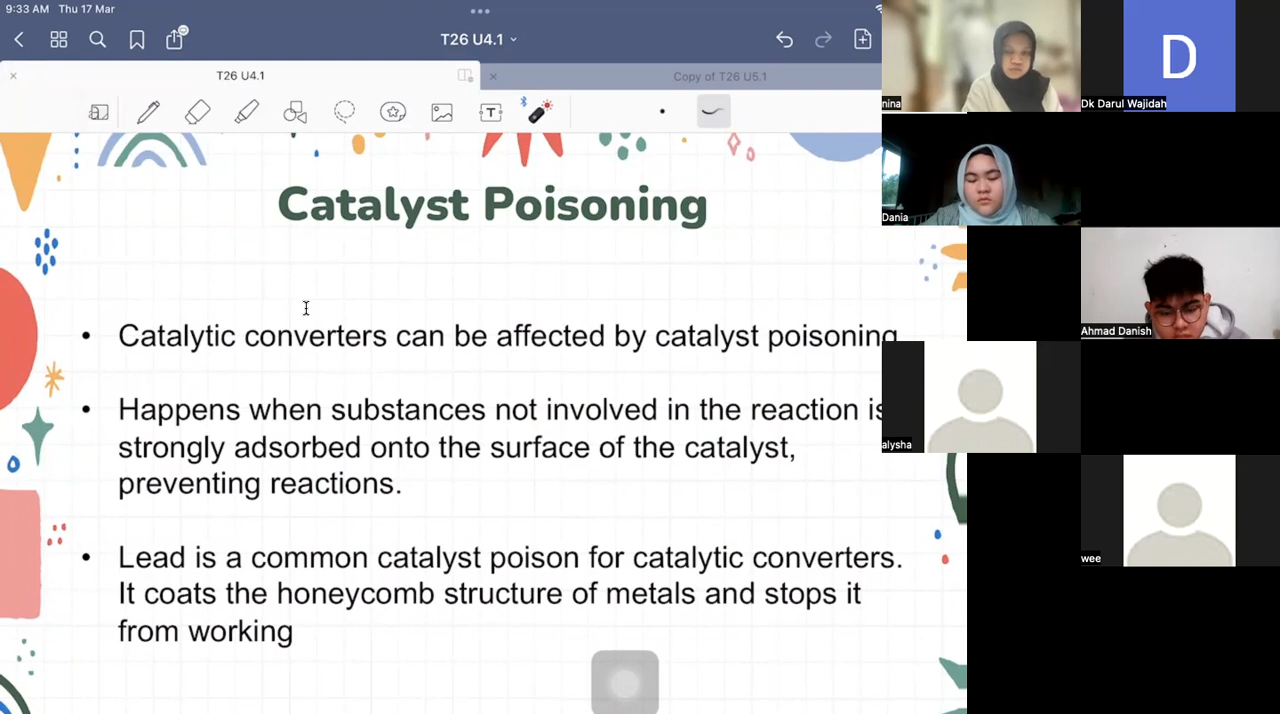 9:33 AM Thu 17 Mar
T26 U4.1
T26 U4.1
Copy of T26 U5.1
T
Catalyst Poisoning
• Catalytic converters can be affected by catalyst poisoning
• Happens when substances not involved in the reaction is
strongly adsorbed onto the surface of the catalyst,
preventing reactions.
• Lead is a common catalyst poison for catalytic converters.
It coats the honeycomb structure of metals and stops it
from working
nina
D
Dk Darul Wajidah
Dania
Ahmad Danish
alysha
wee